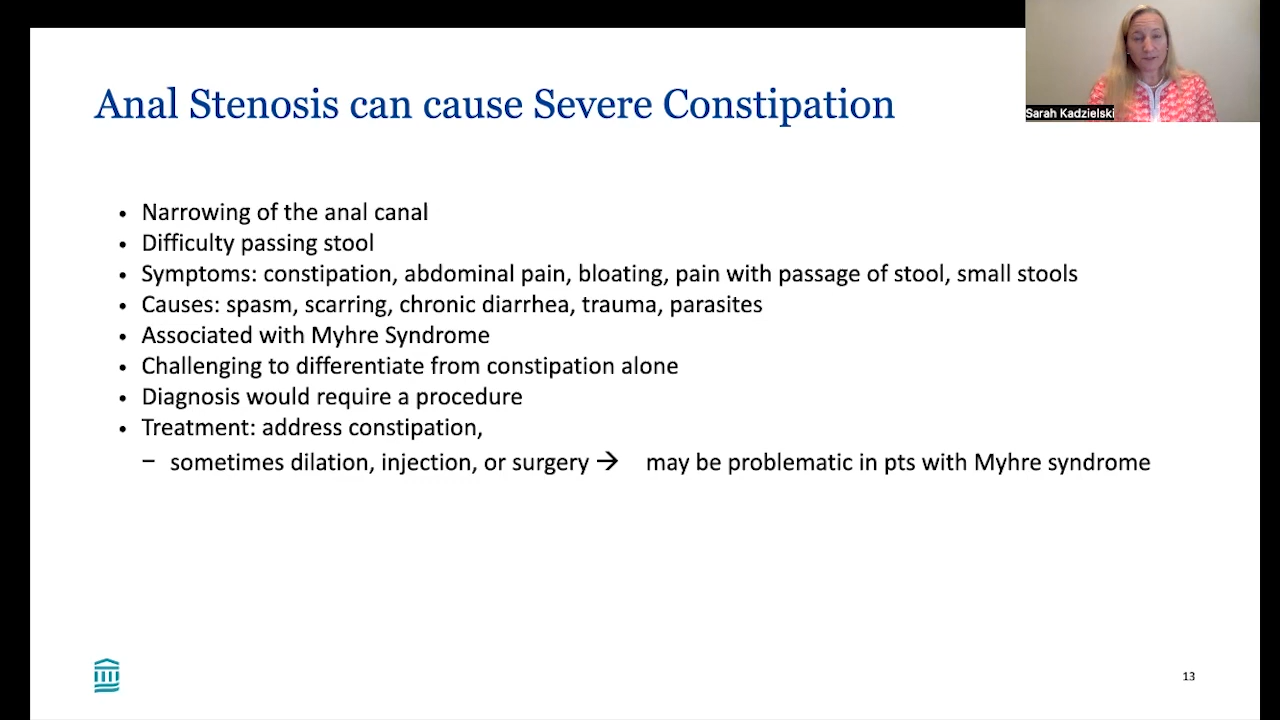 Anal Stenosis can cause Severe Constipation
Sarah Kadzielski
• Narrowing of the anal canal
• Difficulty passing stool
• Symptoms: constipation, abdominal pain, bloating, pain with passage of stool, small stools
• Causes: spasm, scarring, chronic diarrhea, trauma, parasites
• Associated with Myhre Syndrome
• Challenging to differentiate from constipation alone
• Diagnosis would require a procedure
• Treatment: address constipation,
– sometimes dilation, injection, or surgery → may be problematic in pts with Myhre syndrome
13